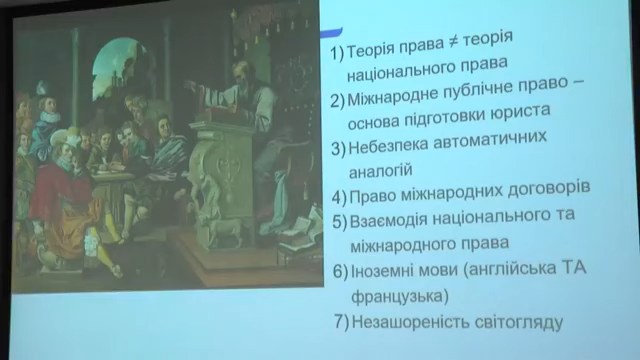 1) Теорія права ≠ теорія
національного права
2) Міжнародне публічне право –
основа підготовки юриста
3) Небезпека автоматичних
аналогій
4) Право міжнародних договорів
5) Взаємодія національного та
міжнародного права
6) Іноземні мови (англійська ТА
французька)
7) Незашореність світогляду